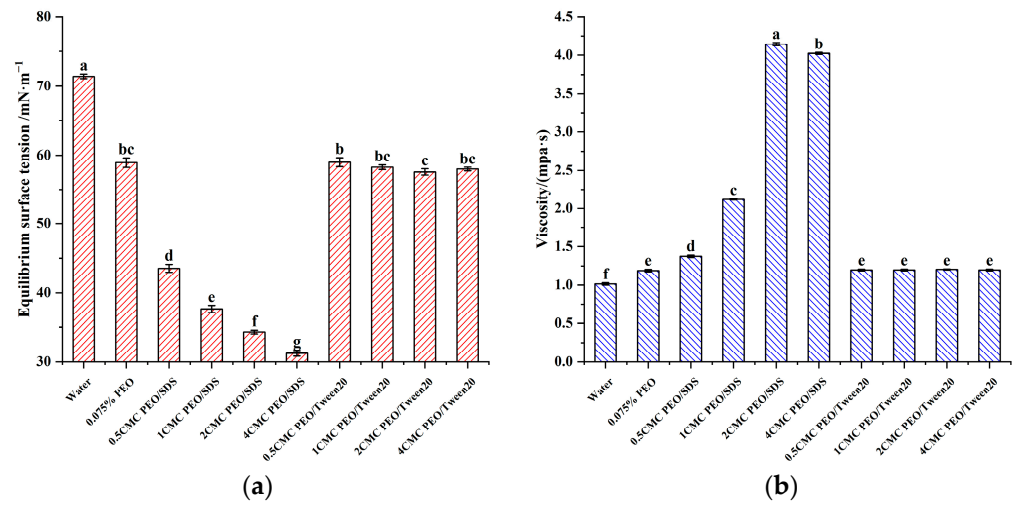 80
70
60
50
40
30
Equilibrium surface tension /mN·m⁻¹
a
bc
d
e
f
g
b
bc
c
bc
Water
0.075% PEO
0.5CMC PEO/SDS
1CMC PEO/SDS
2CMC PEO/SDS
4CMC PEO/SDS
0.5CMC PEO/Tween20
1CMC PEO/Tween20
2CMC PEO/Tween20
4CMC PEO/Tween20
(a)
4.5
4.0
3.5
3.0
2.5
2.0
1.5
1.0
0.5
0.0
Viscosity/(mpa·s)
f
e
d
c
a
b
e
e
e
e
Water
0.075% PEO
0.5CMC PEO/SDS
1CMC PEO/SDS
2CMC PEO/SDS
4CMC PEO/SDS
0.5CMC PEO/Tween20
1CMC PEO/Tween20
2CMC PEO/Tween20
4CMC PEO/Tween20
(b)